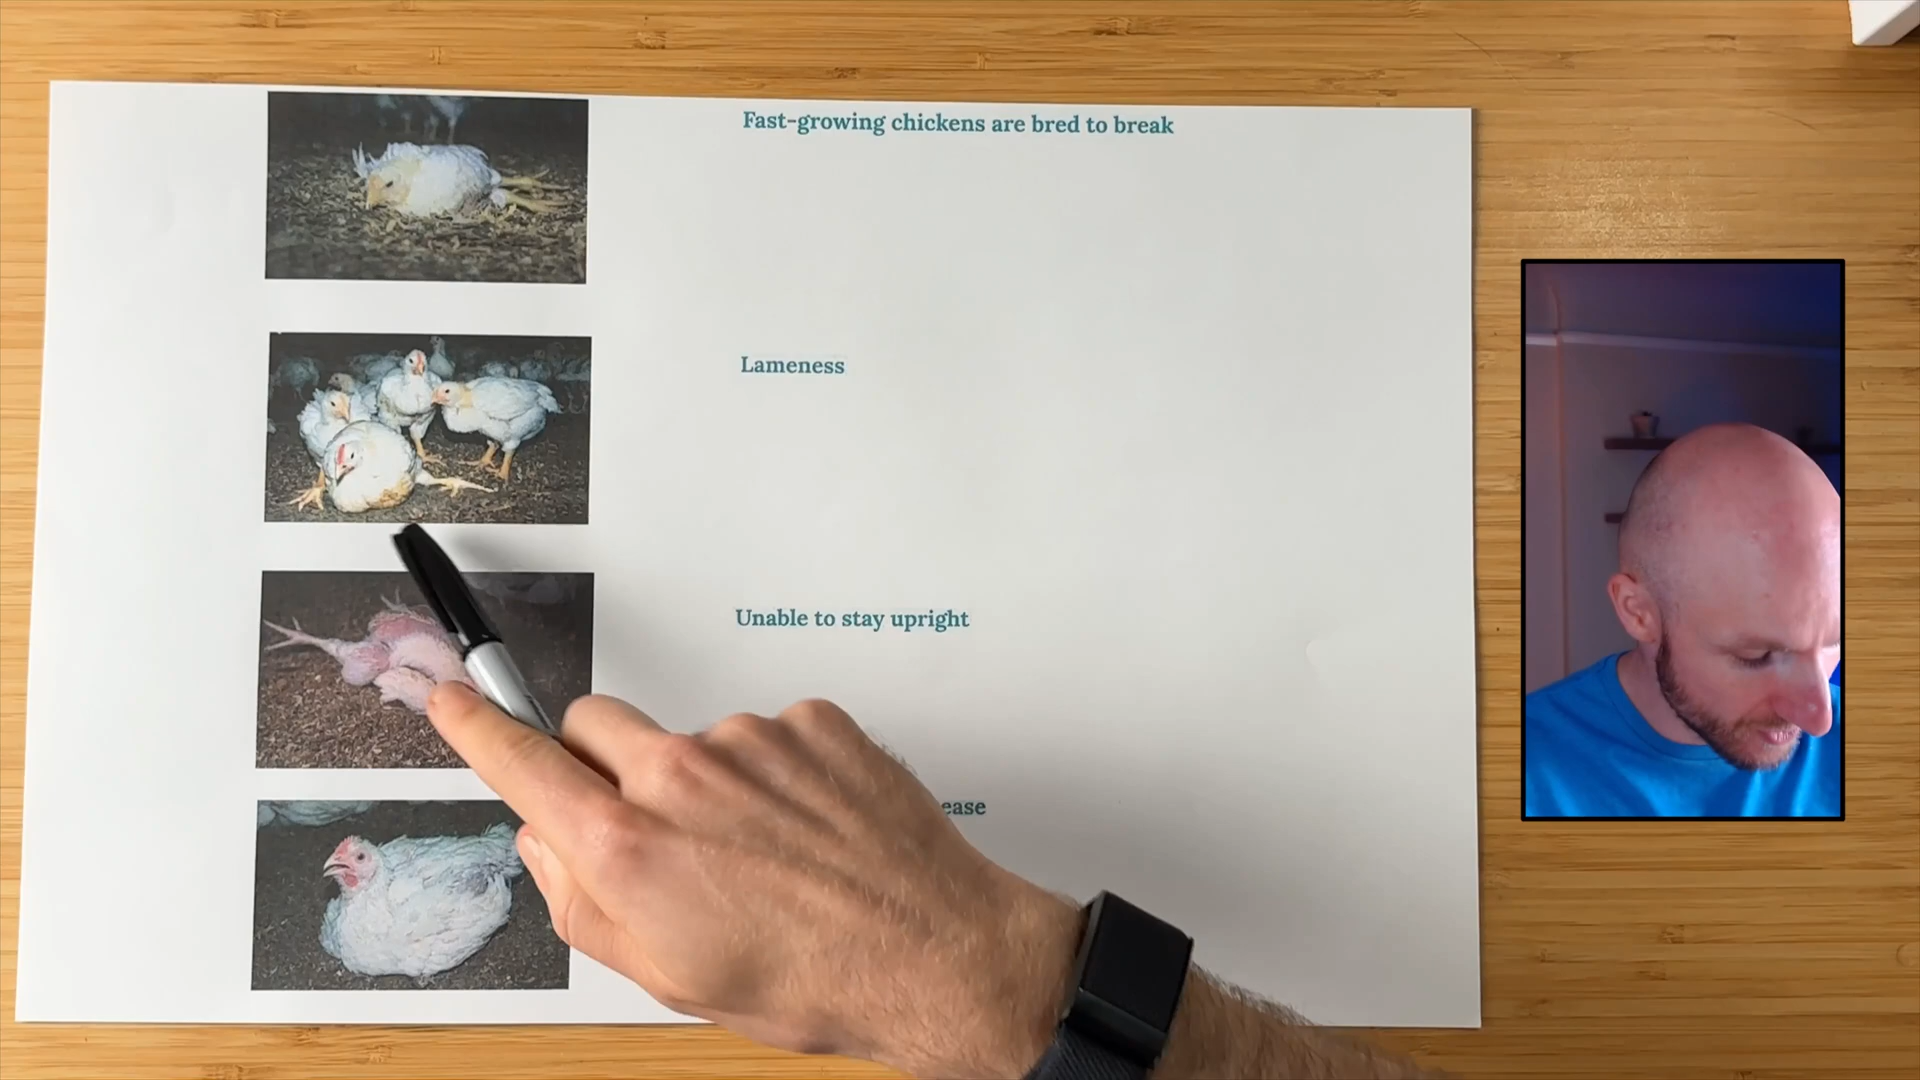 Fast-growing chickens are bred to break
Lameness
Unable to stay upright